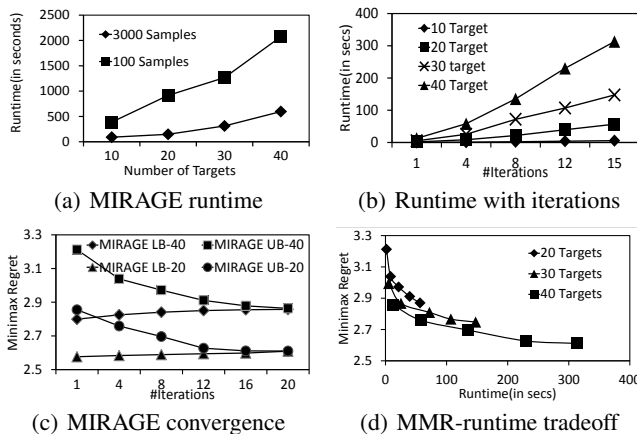 2500
2000
1500
1000
500
0
Runtime(in seconds)
3000 Samples
100 Samples
10 20 30 40
Number of Targets
(a) MIRAGE runtime
400
300
200
100
0
Runtime(in secs)
10 Target
20 Target
30 target
40 Target
1 4 8 12 15
#Iterations
(b) Runtime with iterations
3.3
3.1
2.9
2.7
2.5
Minimax Regret
MIRAGE LB-40 MIRAGE UB-40
MIRAGE LB-20 MIRAGE UB-20
1 4 8 12 16 20
#Iterations
(c) MIRAGE convergence
3.3
3.1
2.9
2.7
2.5
Minimax Regret
20 Targets
30 Targets
40 Targets
0 100 200 300 400
Runtime(in secs)
(d) MMR-runtime tradeoff